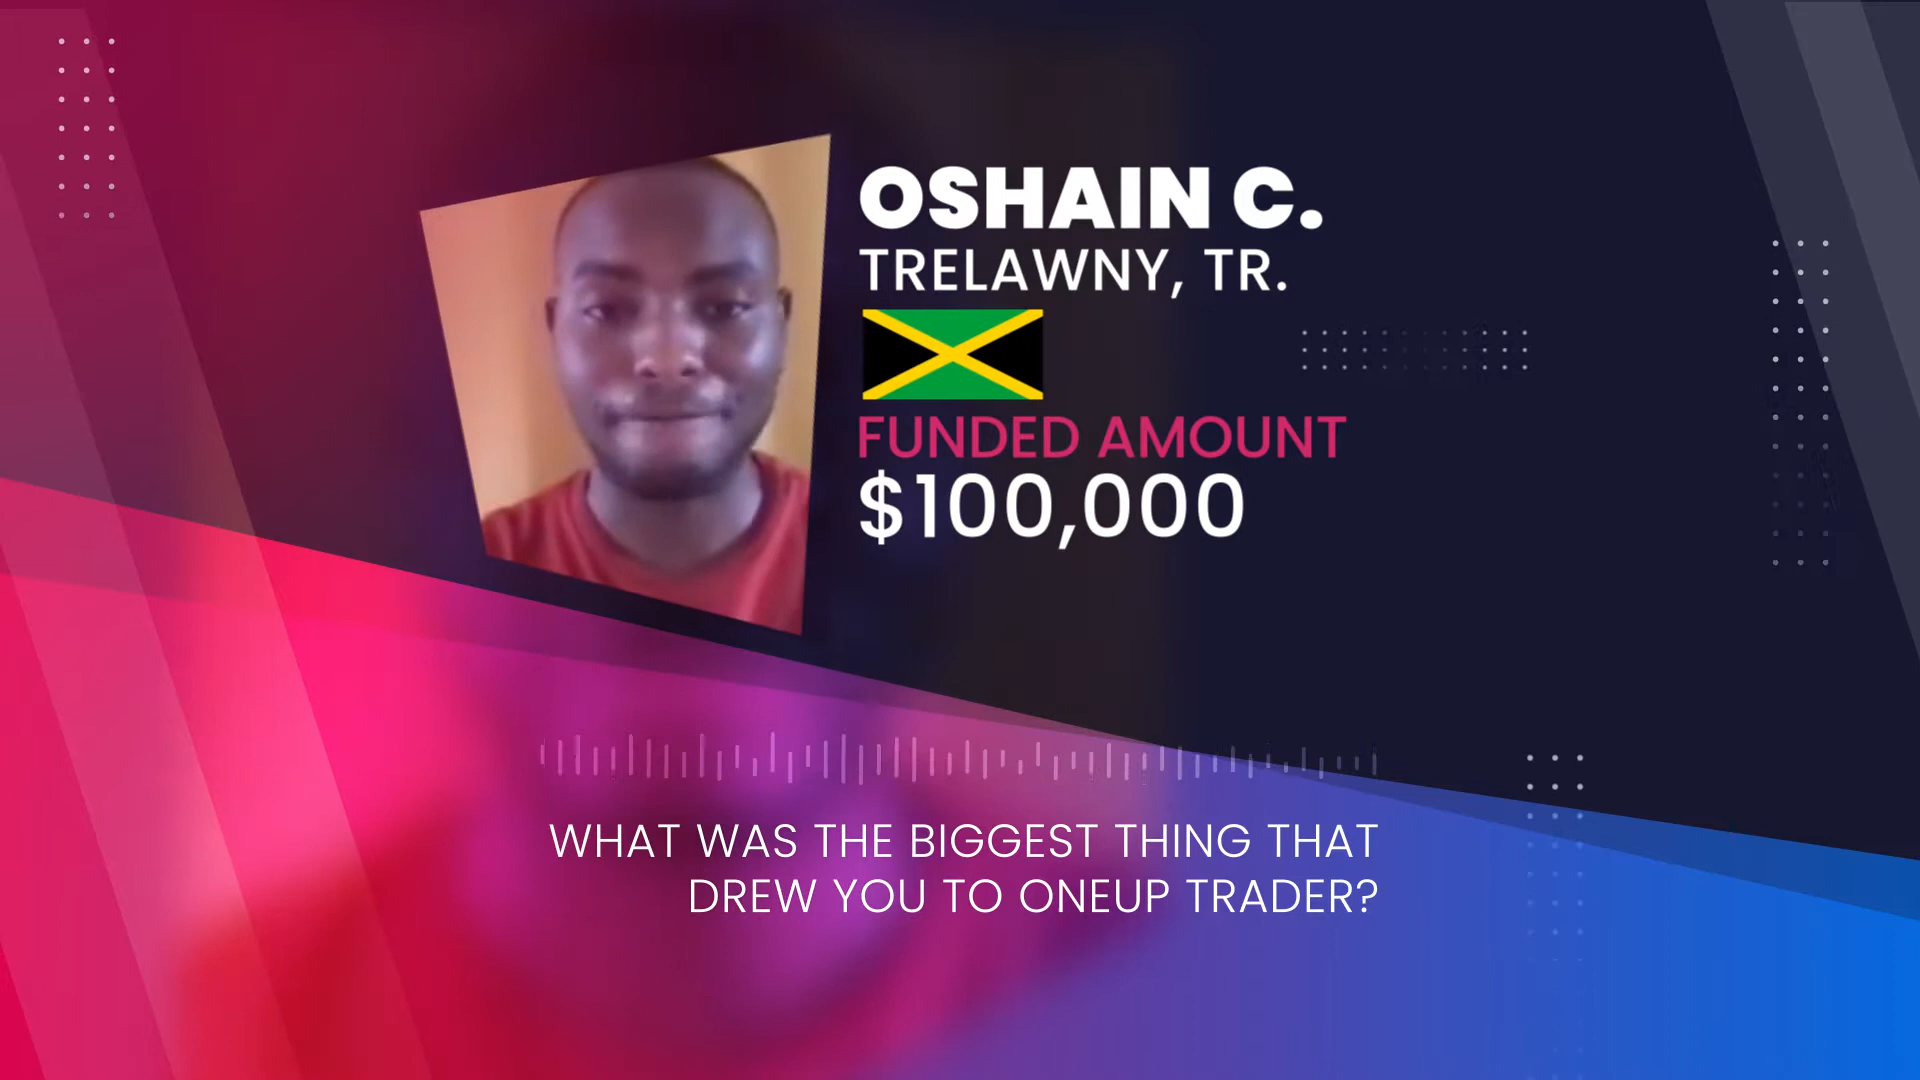 OSHAIN C.
TRELAWNY, TR.
FUNDED AMOUNT
$100,000
WHAT WAS THE BIGGEST THING THAT
DREW YOU TO ONEUP TRADER?